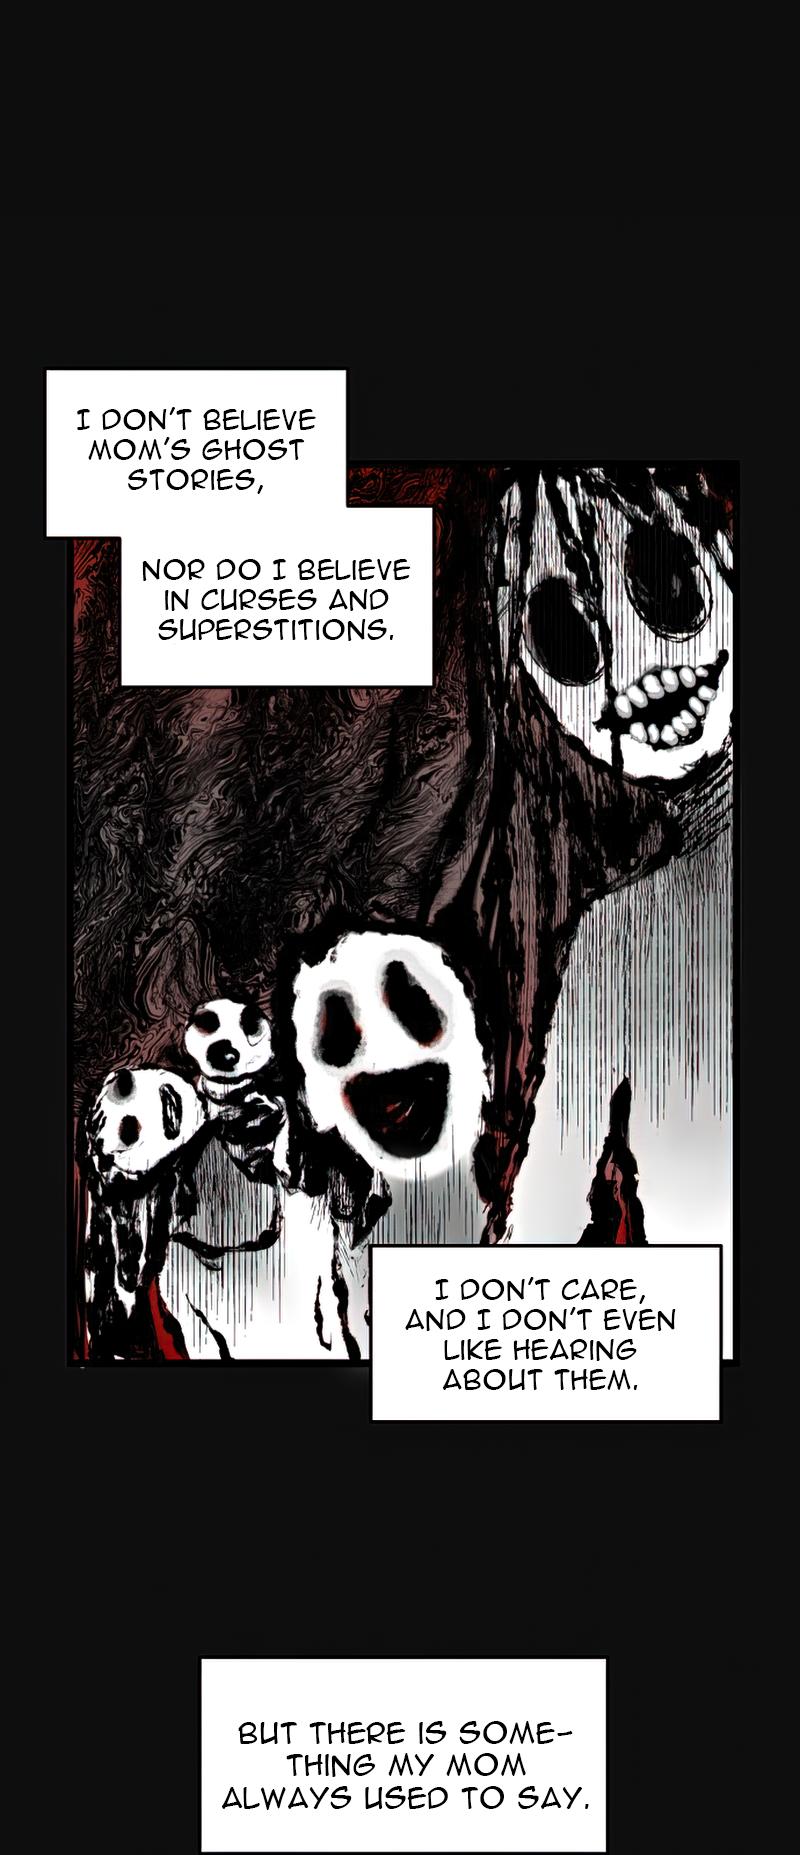 I DON'T BELIEVE
MOM'S GHOST
STORIES,
NOR DO I BELIEVE
IN CURSES AND
SUPERSTITIONS.
I DON'T CARE,
AND I DON'T EVEN
LIKE HEARING
ABOUT THEM.
BUT THERE IS SOME-
THING MY MOM
ALWAYS USED TO SAY.